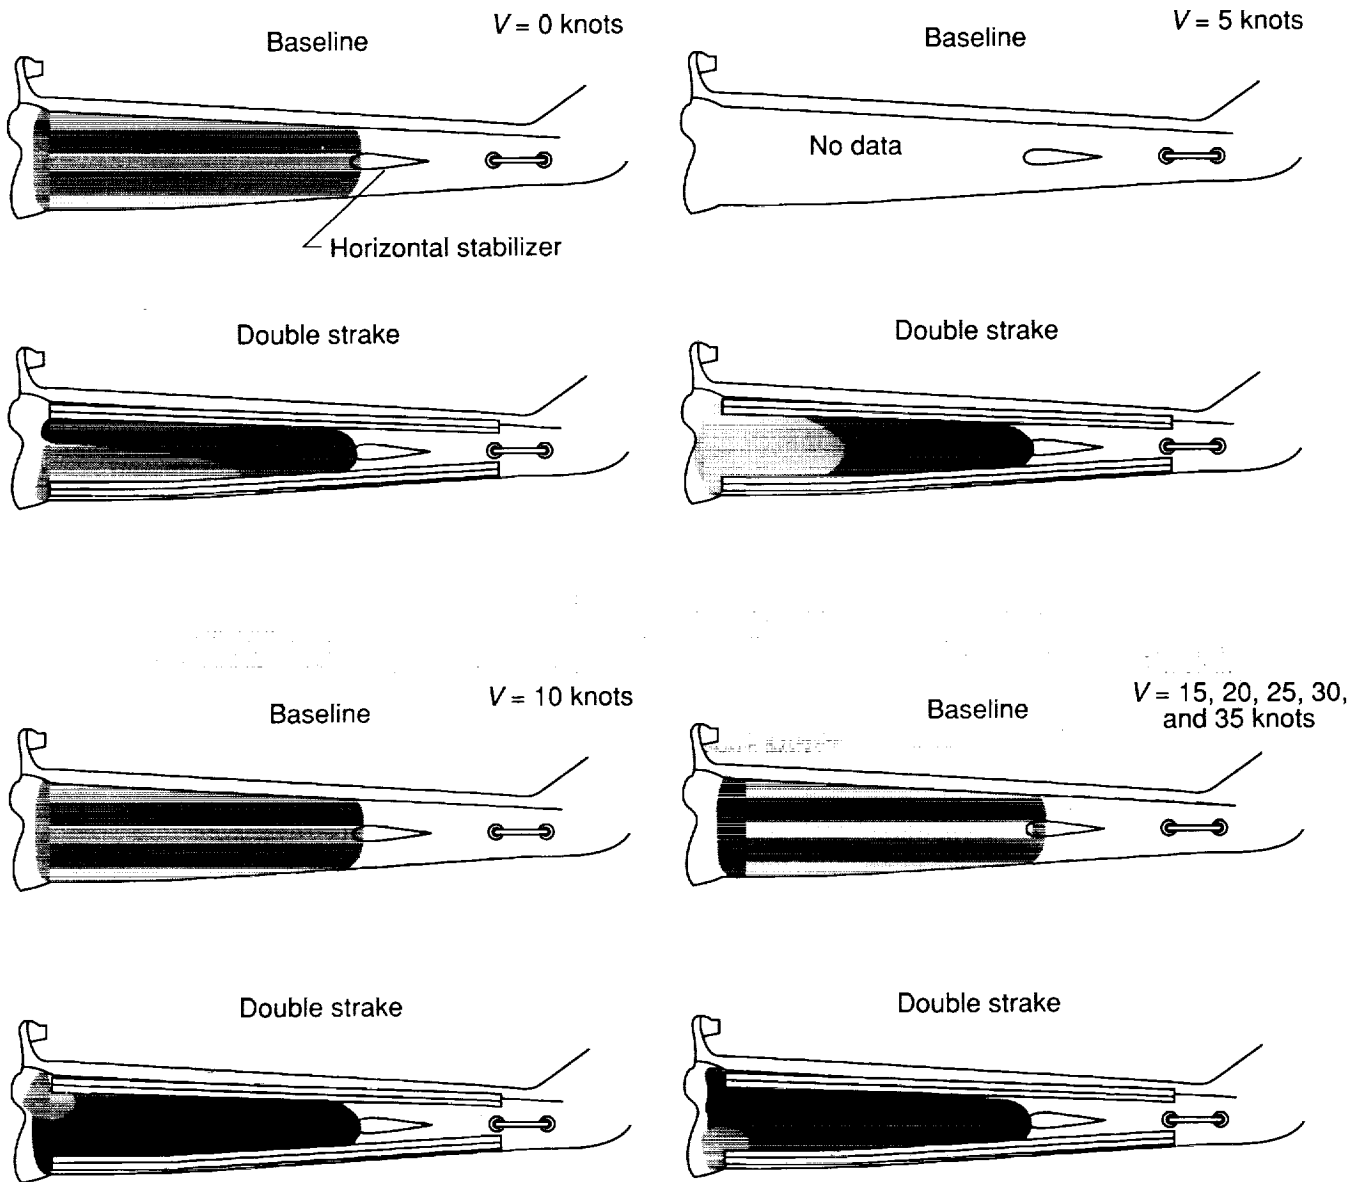 Baseline
V = 0 knots
Horizontal stabilizer
Baseline
V = 5 knots
No data
Double strake
Double strake
Baseline
V = 10 knots
Baseline
V = 15, 20, 25, 30,
and 35 knots
Double strake
Double strake